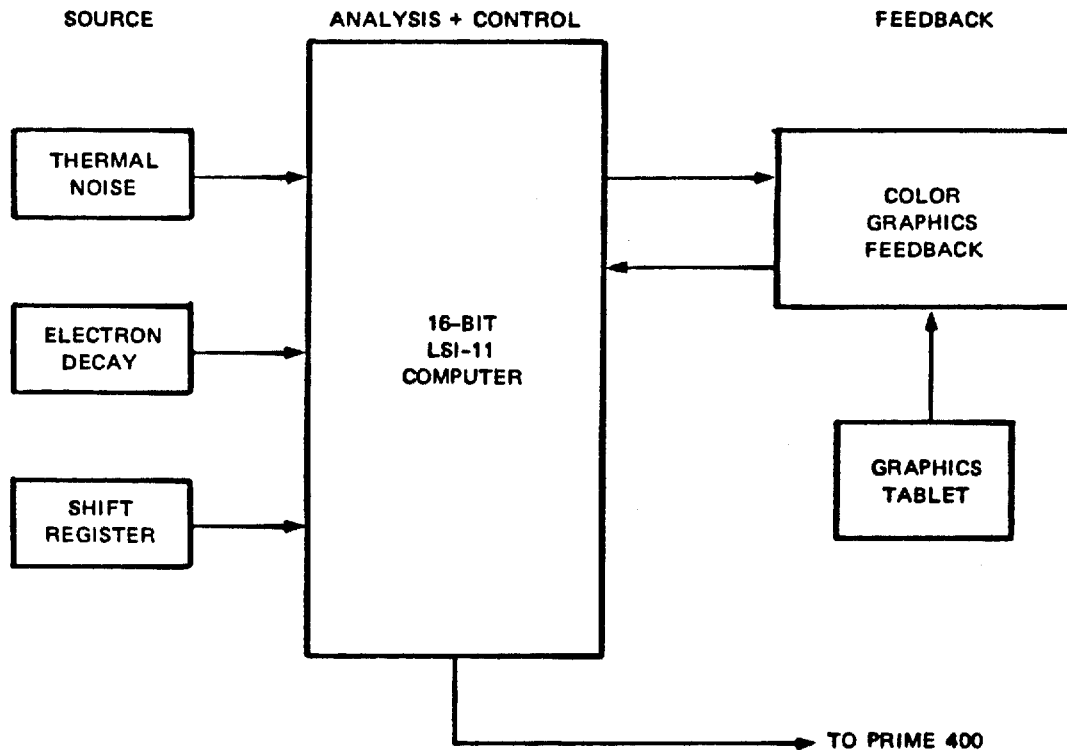 SOURCE
ANALYSIS + CONTROL
FEEDBACK
THERMAL
NOISE
ELECTRON
DECAY
SHIFT
REGISTER
16-BIT
LSI-11
COMPUTER
COLOR
GRAPHICS
FEEDBACK
GRAPHICS
TABLET
TO PRIME 400